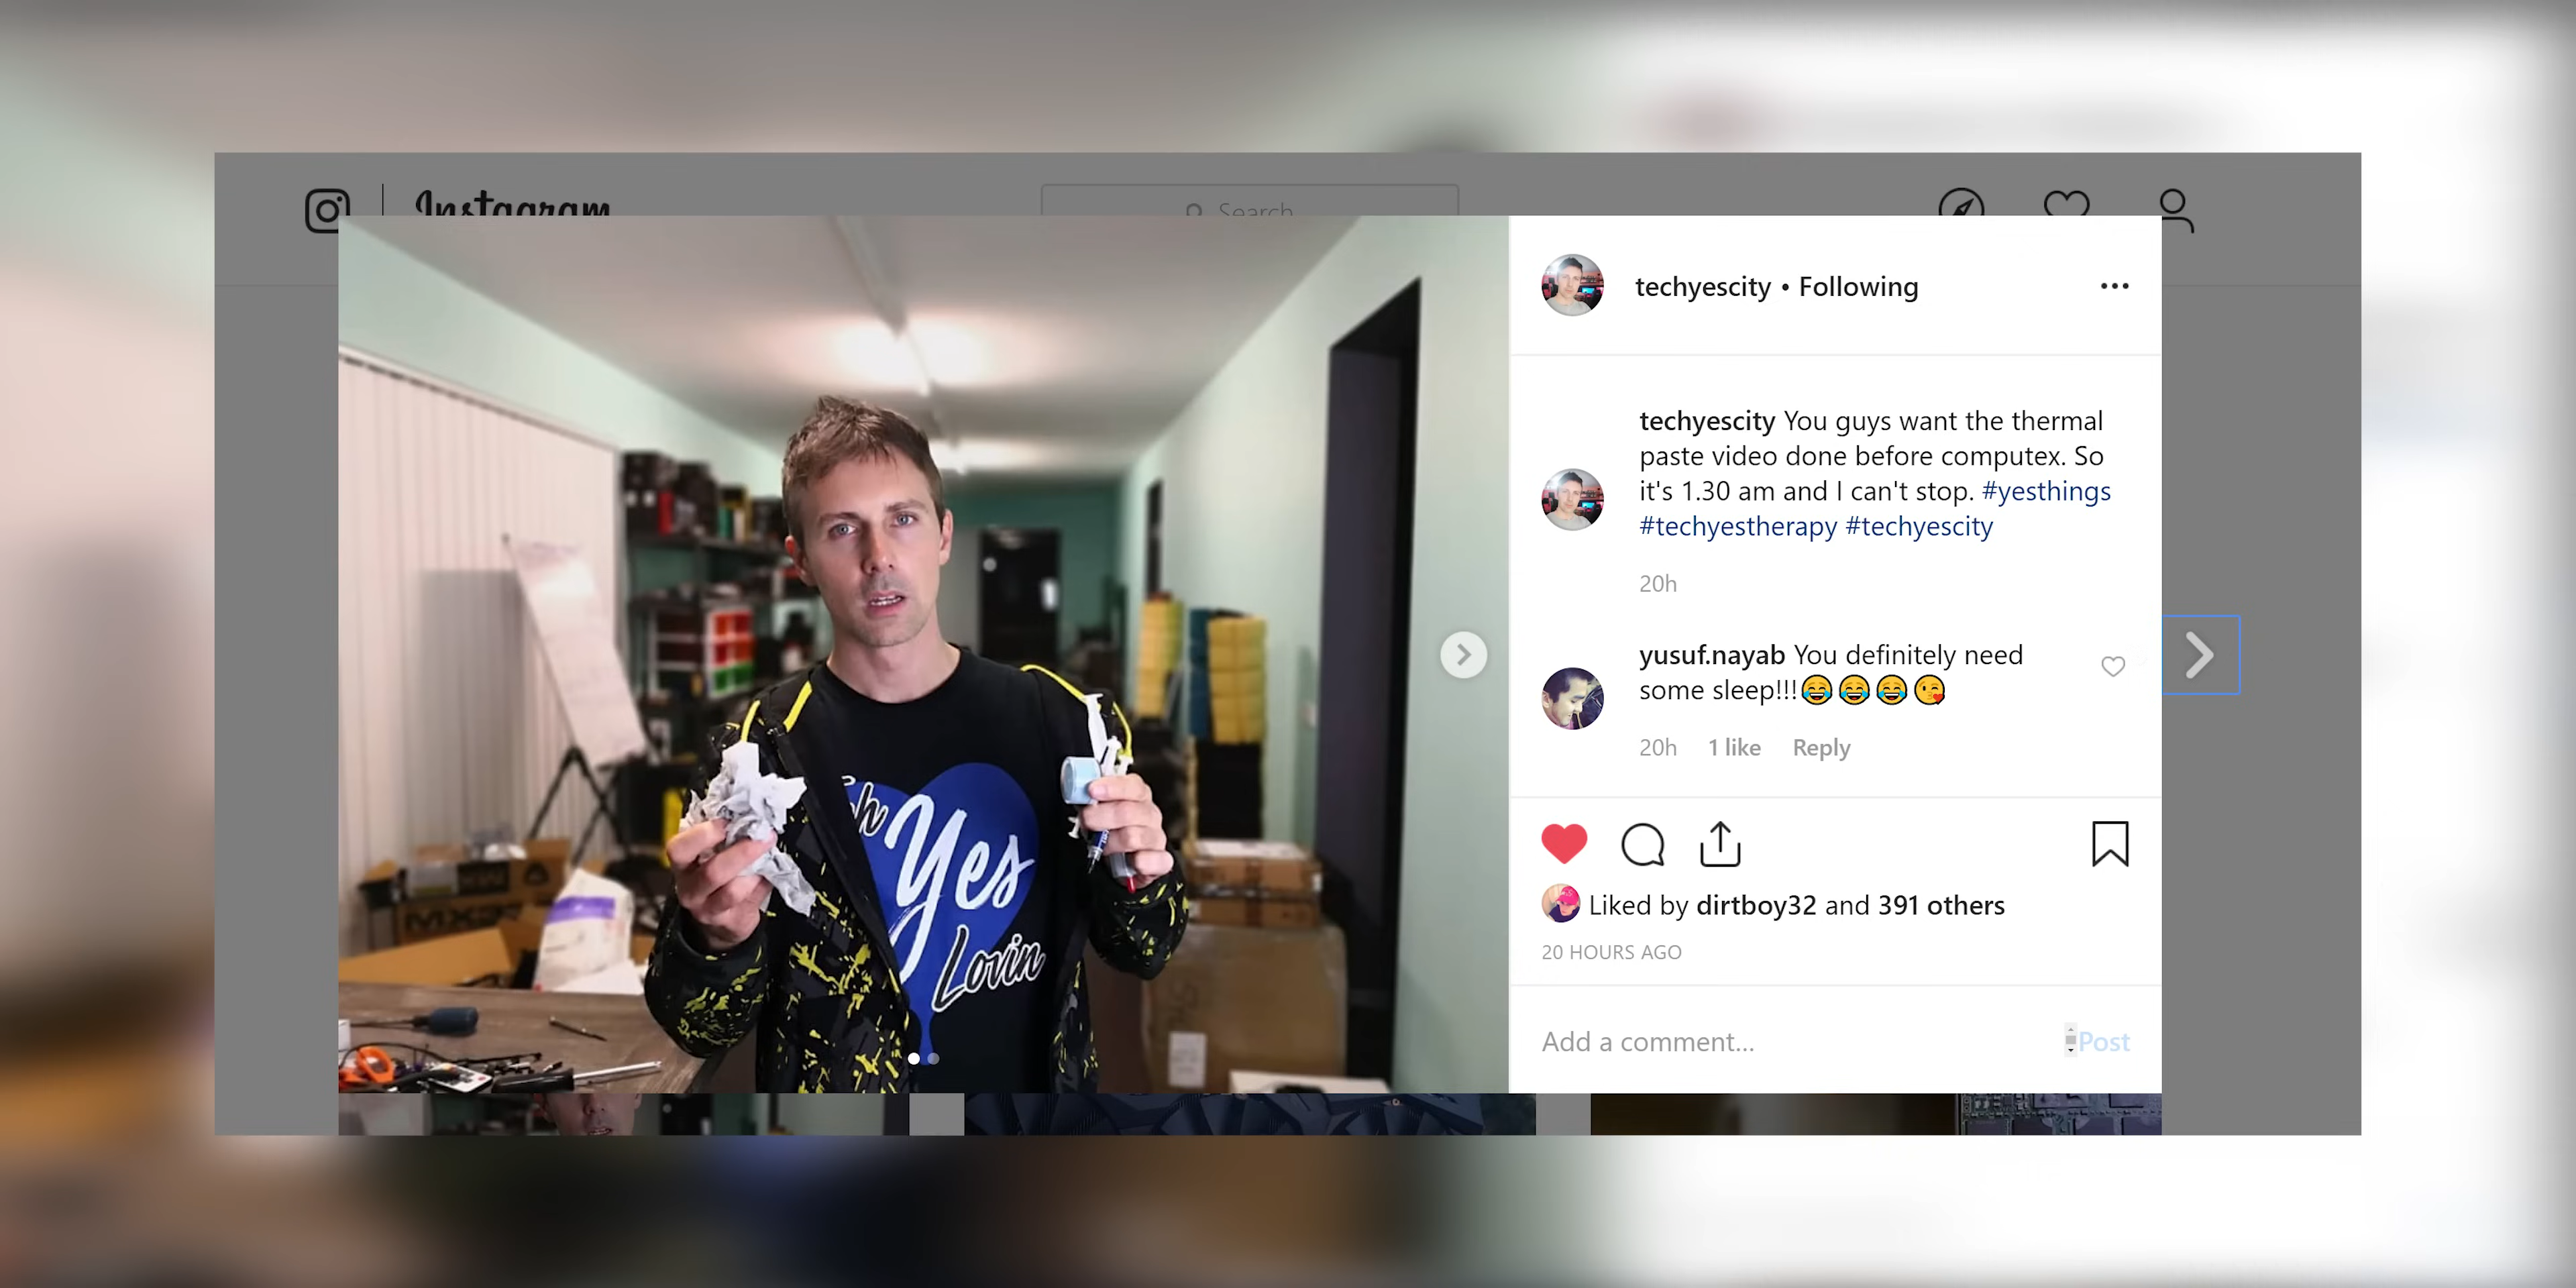 Instagram
Search
techyescity • Following
techyescity You guys want the thermal
paste video done before computex. So
it's 1.30 am and I can't stop. #yesthings
#techyestherapy #techyescity
20h
yusuf.nayab You definitely need
some sleep!!!😂😂😂😘
20h 1 like Reply
Liked by dirtboy32 and 391 others
20 HOURS AGO
Add a comment...
Post
Yes
Lovin